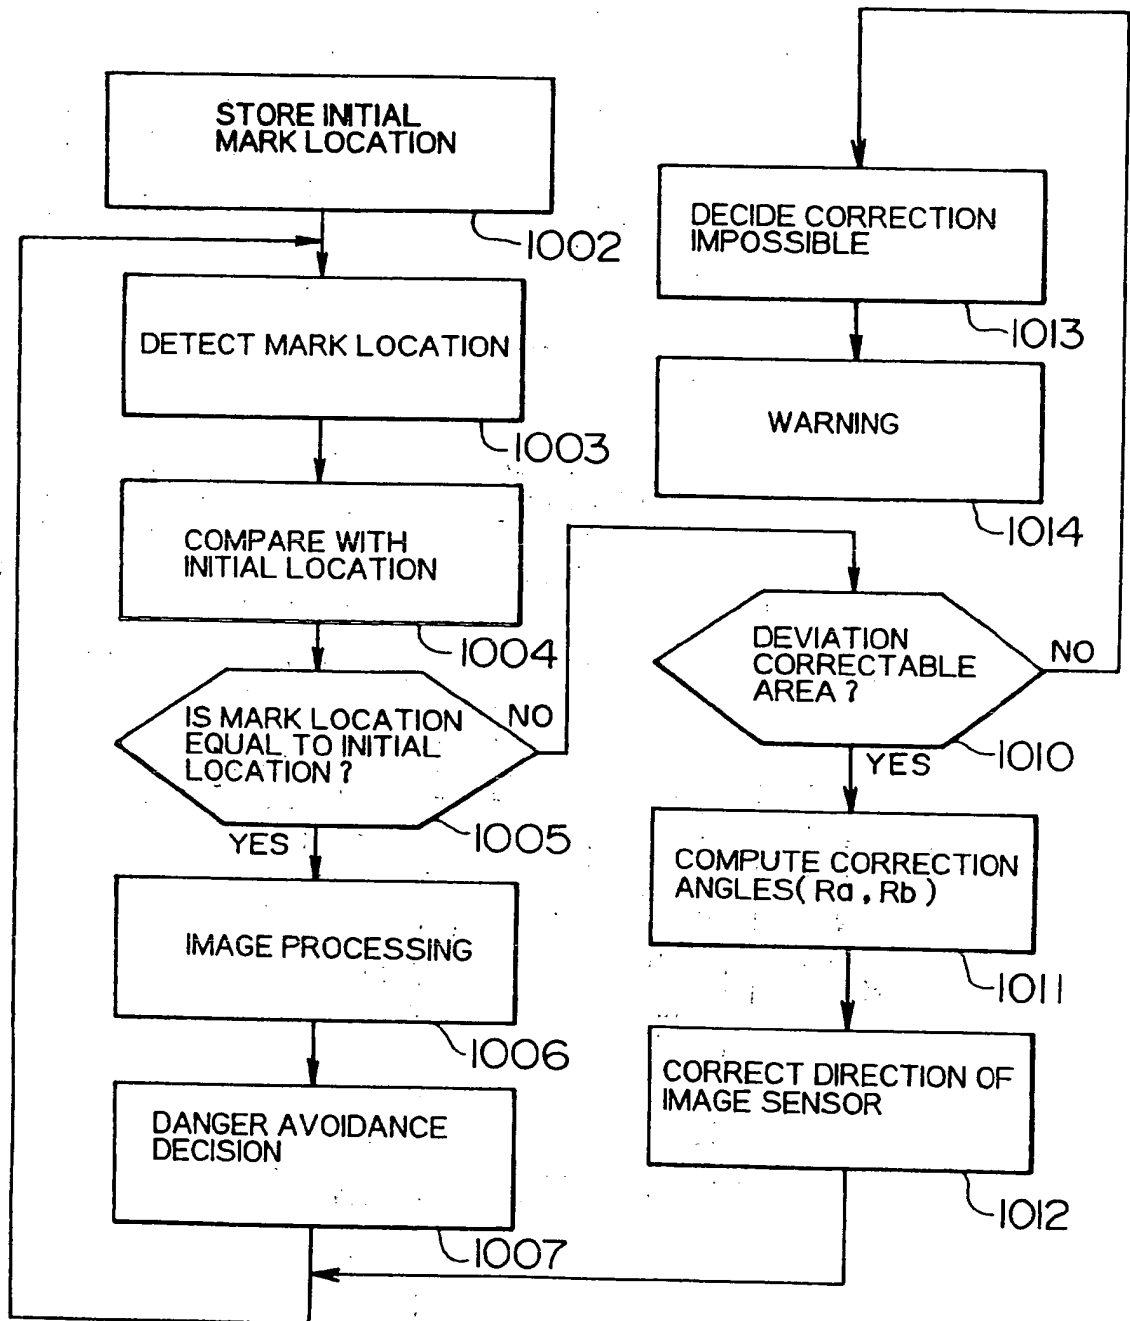 STORE INITIAL
MARK LOCATION
1002
DETECT MARK LOCATION
1003
COMPARE WITH
INITIAL LOCATION
1004
IS MARK LOCATION
EQUAL TO INITIAL
LOCATION ?
NO
1005
YES
IMAGE PROCESSING
1006
DANGER AVOIDANCE
DECISION
1007
DECIDE CORRECTION
IMPOSSIBLE
1013
WARNING
1014
DEVIATION
CORRECTABLE
AREA ?
NO
1010
YES
COMPUTE CORRECTION
ANGLES( Ra , Rb )
1011
CORRECT DIRECTION OF
IMAGE SENSOR
1012